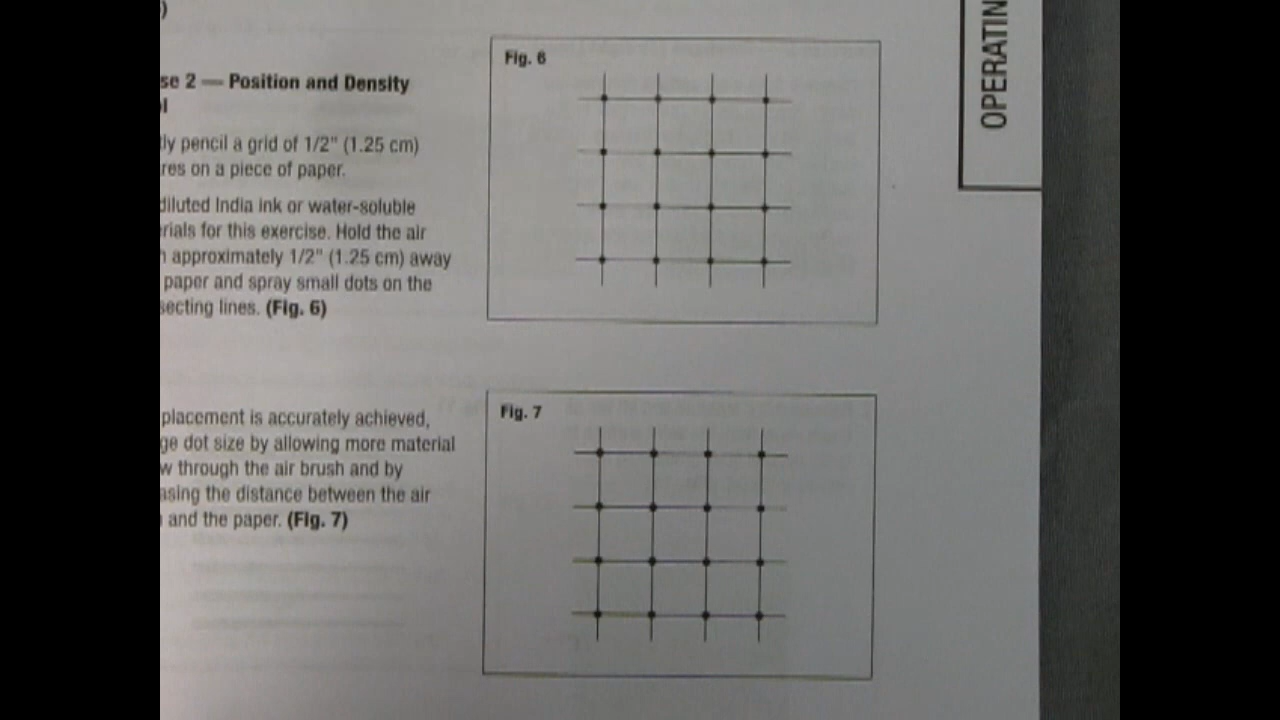 )
se 2 — Position and Density
l
ly pencil a grid of 1/2" (1.25 cm)
res on a piece of paper.
diluted India ink or water-soluble
rials for this exercise. Hold the air
approximately 1/2" (1.25 cm) away
paper and spray small dots on the
secting lines. (Fig. 6)
Fig. 6
placement is accurately achieved,
ge dot size by allowing more material
w through the air brush and by
asing the distance between the air
and the paper. (Fig. 7)
Fig. 7
OPERATIN